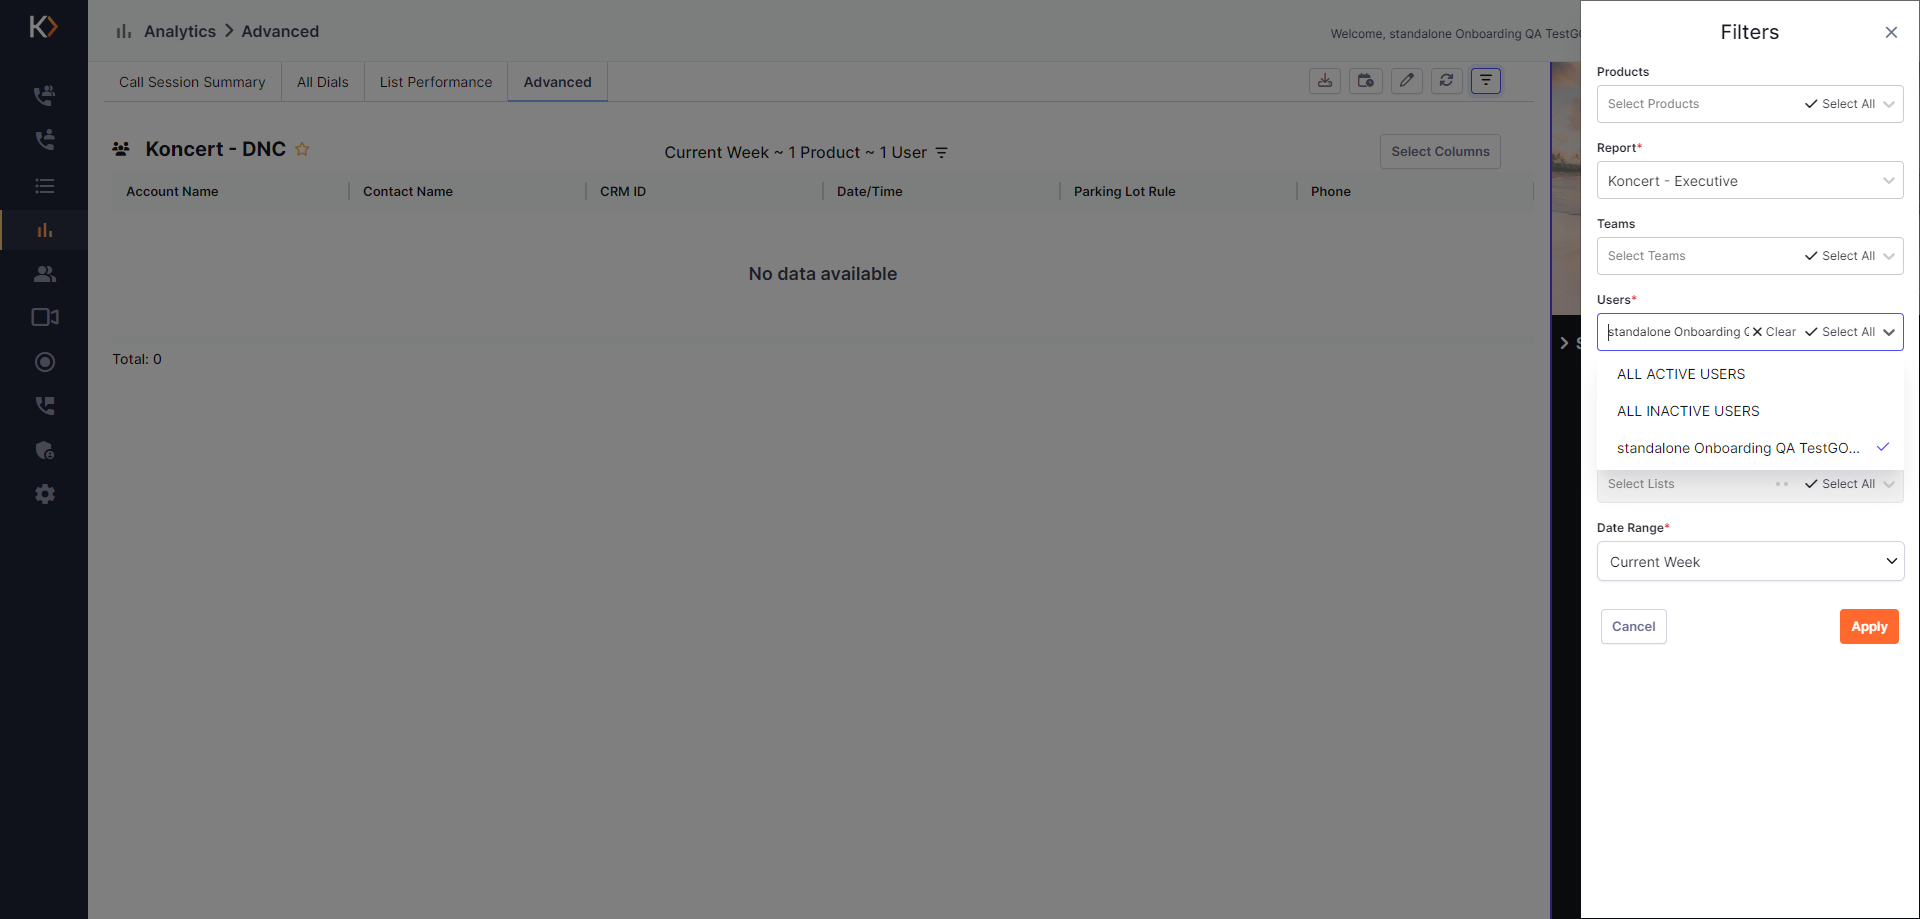 Analytics > Advanced
Welcome, standalone Onboarding QA TestGO
Call Session Summary
All Dials
List Performance
Advanced
Koncert - DNC
Current Week ~ 1 Product ~ 1 User
Select Columns
Account Name
Contact Name
CRM ID
Date/Time
Parking Lot Rule
Phone
No data available
Total: 0
Filters
Products
Select Products
Select All
Report*
Koncert - Executive
Teams
Select Teams
Select All
Users*
standalone Onboarding
Clear
Select All
ALL ACTIVE USERS
ALL INACTIVE USERS
standalone Onboarding QA TestGO...
Select Lists
Select All
Date Range*
Current Week
Cancel
Apply